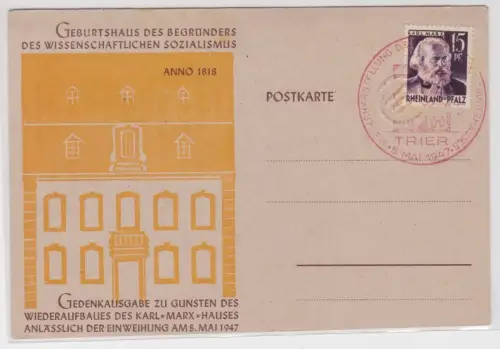 GEBURTSHAUS DES BEGRÜNDERS
DES WISSENSCHAFTLICHEN SOZIALISMUS
ANNO 1818
POSTKARTE
KARL MARX
15
PF.
RHEINLAND-PFALZ
TRIER
5. MAI 1947
GEDENKAUSGABE ZU GUNSTEN DES
WIEDERAUFBAUES DES KARL-MARX-HAUSES
ANLÄSSLICH DER EINWEIHUNG AM 5. MAI 1947